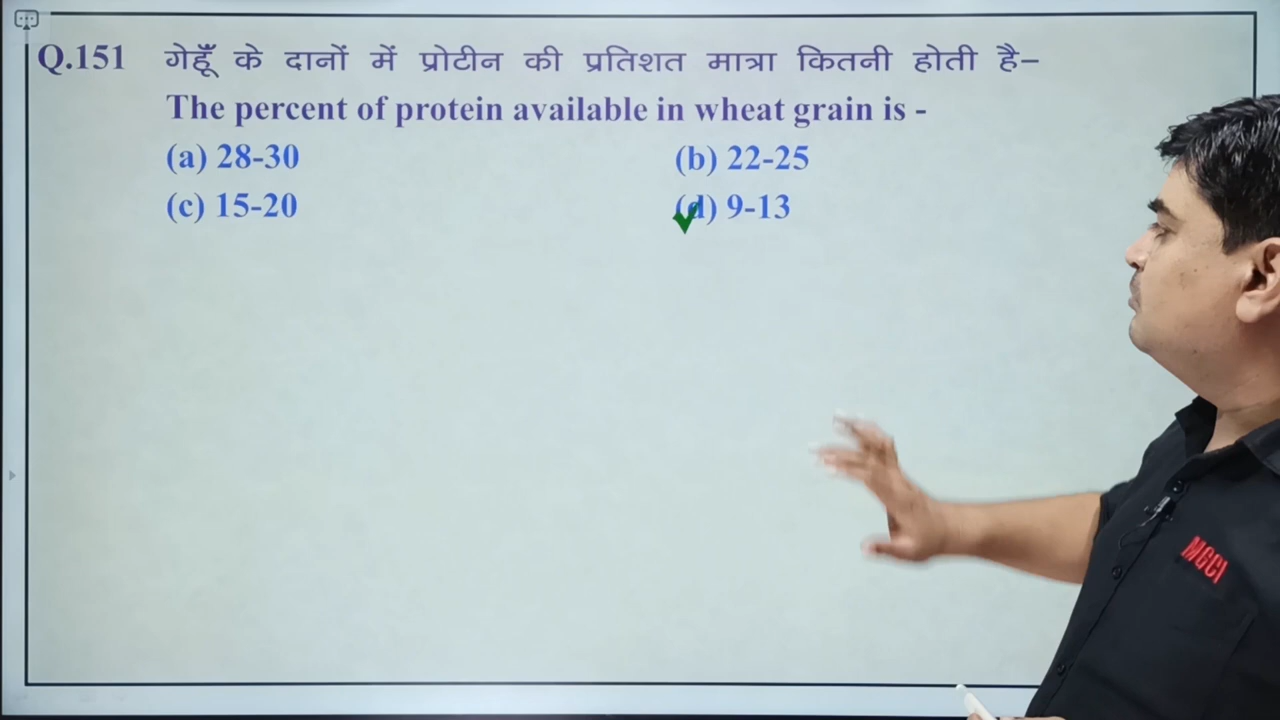 Q.151 गेहूँ के दानों में प्रोटीन की प्रतिशत मात्रा कितनी होती है–
The percent of protein available in wheat grain is -
(a) 28-30 (b) 22-25
(c) 15-20 (d) 9-13
MGCI